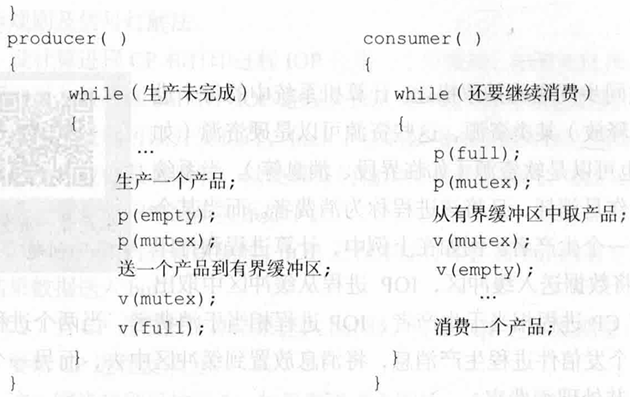 }
producer( )
{
while(生产未完成)
{
…
生产一个产品;
p(empty);
p(mutex);
送一个产品到有界缓冲区;
v(mutex);
v(full);
}
}
consumer( )
{
while(还要继续消费)
{
p(full);
p(mutex);
从有界缓冲区中取产品;
v(mutex);
v(empty);
…
消费一个产品;
}
}